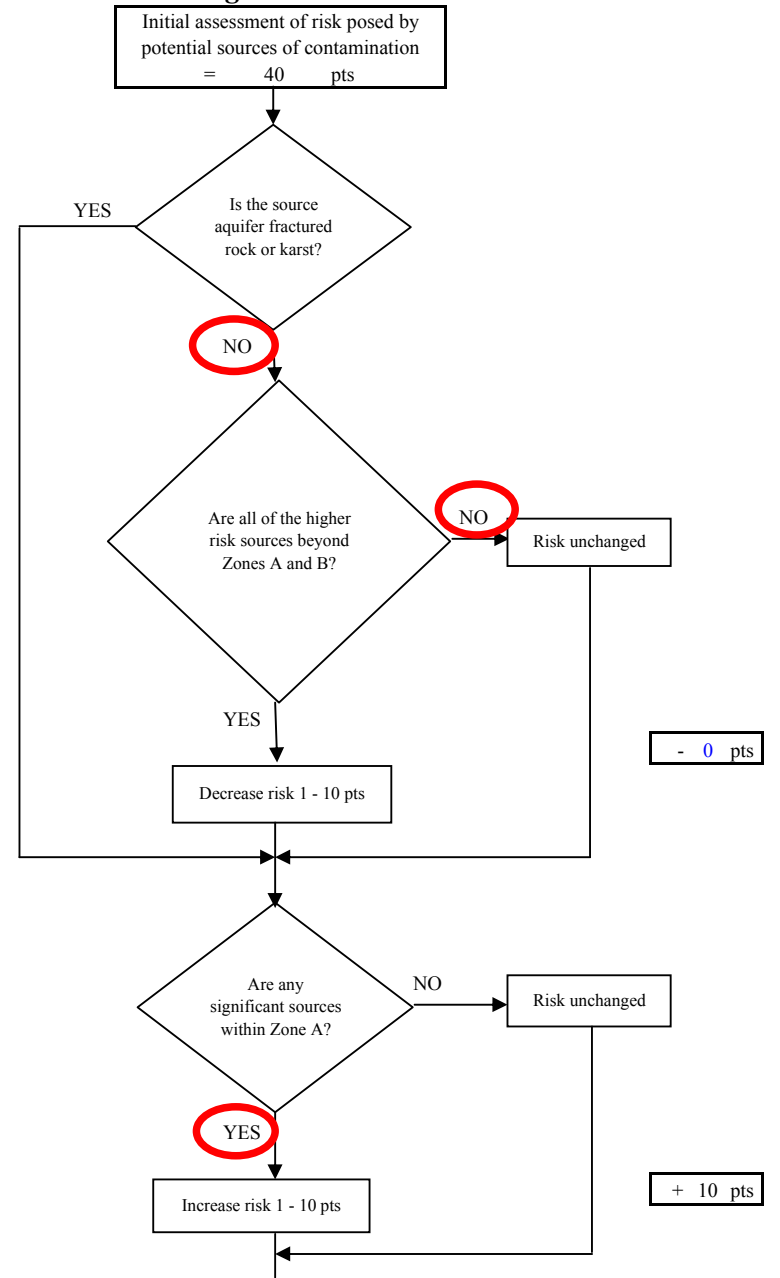 Initial assessment of risk posed by
potential sources of contamination
= 40 pts
YES
Is the source
aquifer fractured
rock or karst?
NO
Are all of the higher
risk sources beyond
Zones A and B?
NO
Risk unchanged
YES
- 0 pts
Decrease risk 1 - 10 pts
Are any
significant sources
within Zone A?
NO
Risk unchanged
YES
Increase risk 1 - 10 pts
+ 10 pts